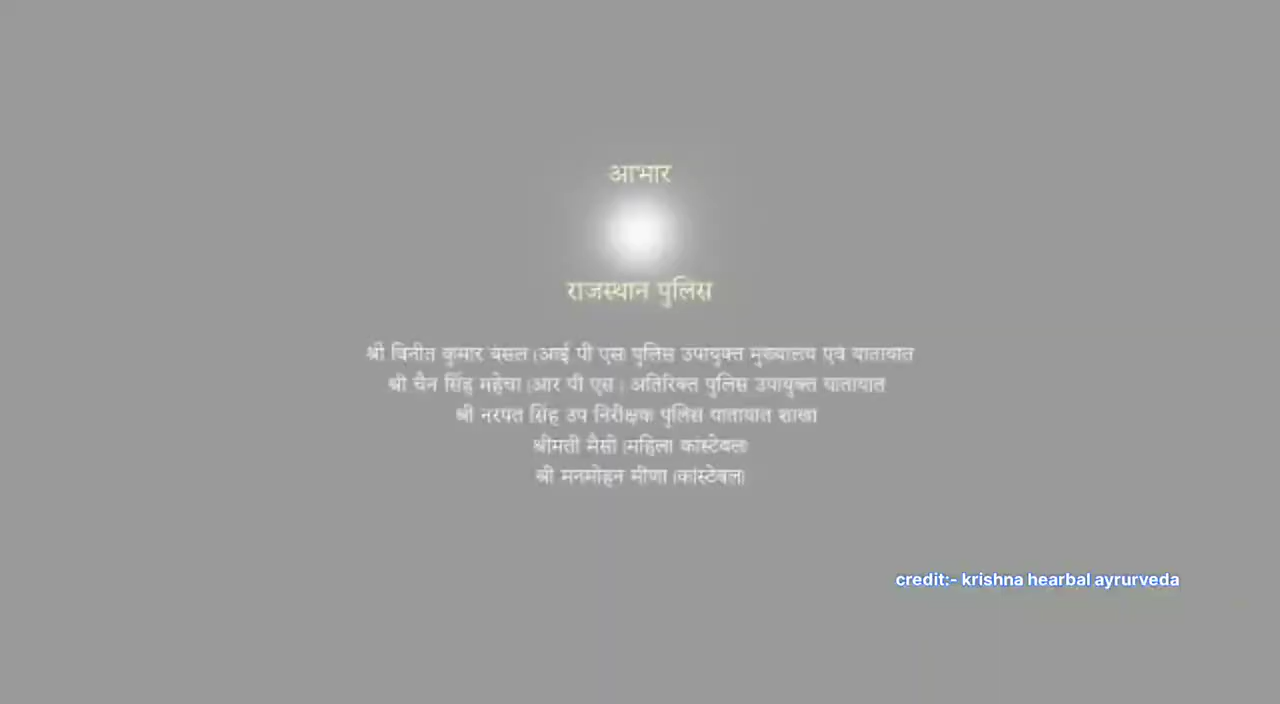 आभार
राजस्थान पुलिस
श्री विनीत कुमार बंसल (आई पी एस) पुलिस उपायुक्त मुख्यालय एवं यातायात
श्री चैन सिंह महेचा (आर पी एस) अतिरिक्त पुलिस उपायुक्त यातायात
श्री नरपत सिंह उप निरीक्षक पुलिस यातायात शाखा
श्रीमती मैसी (महिला कांस्टेबल)
श्री मनमोहन मीणा (कांस्टेबल)
credit:- krishna hearbal ayrurveda